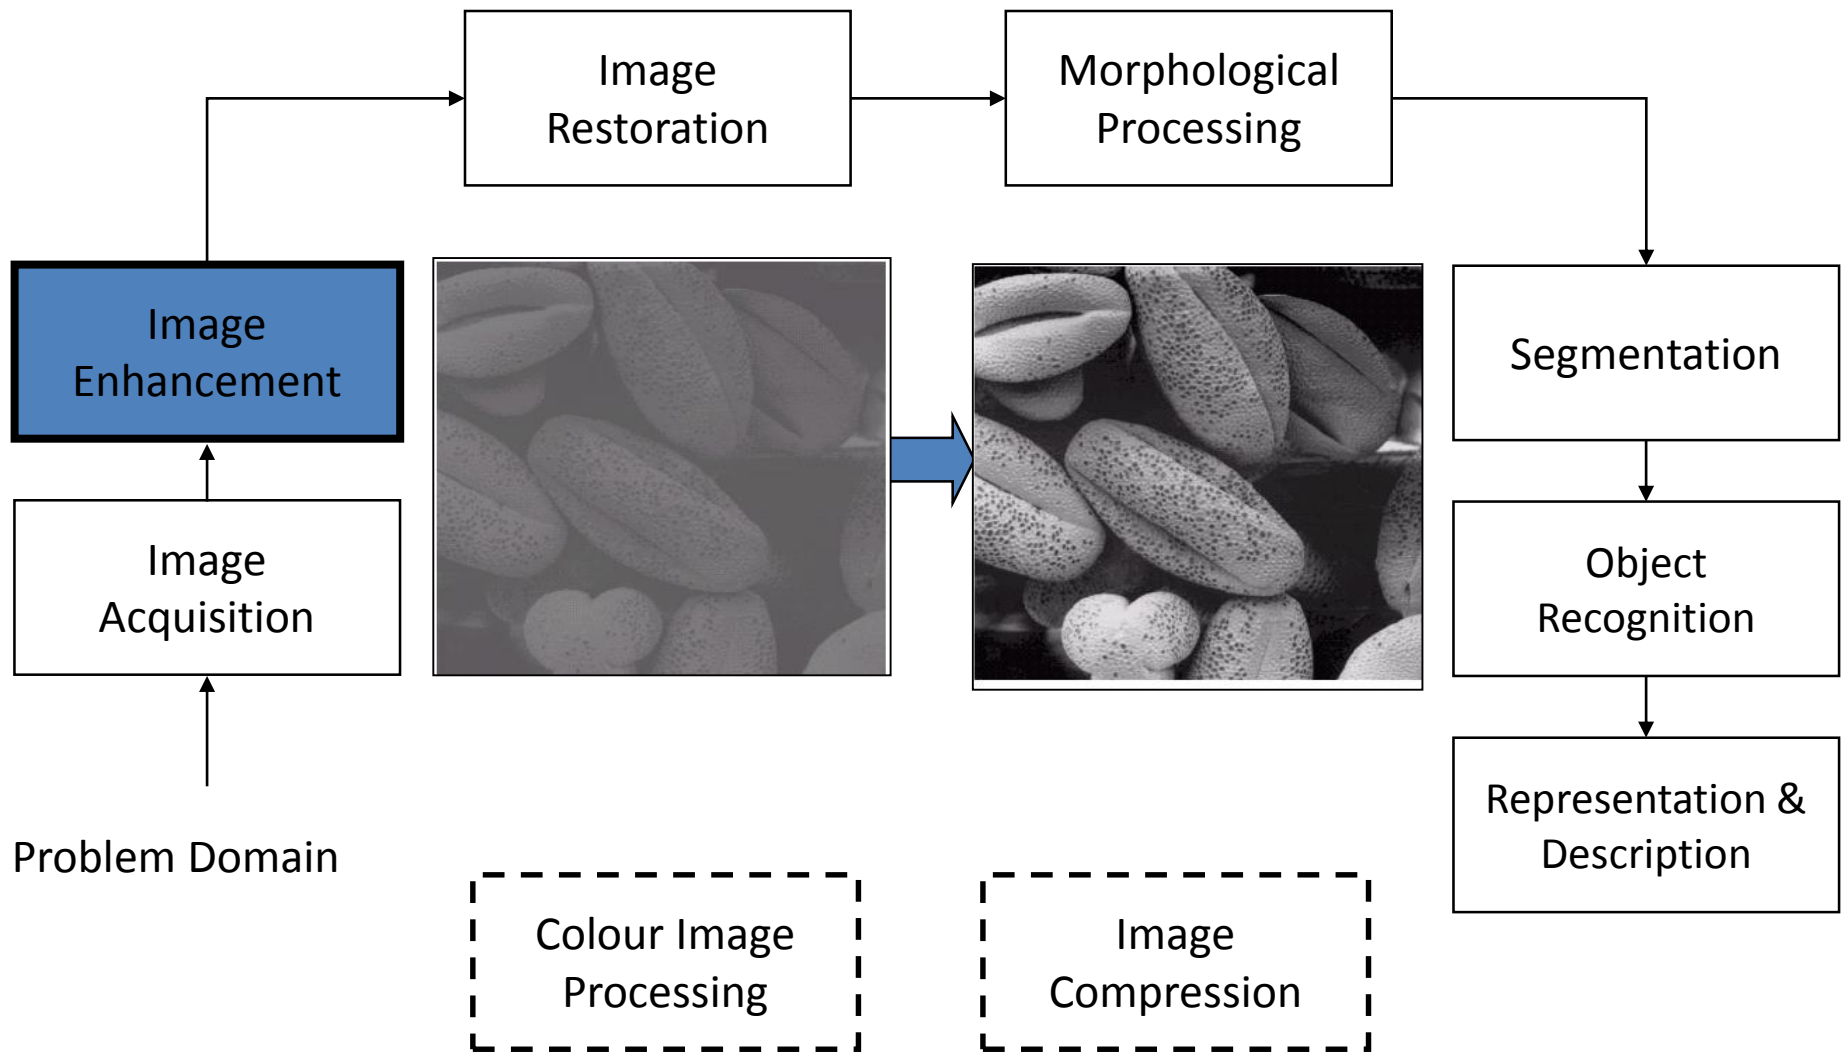 Image
Restoration
Morphological
Processing
Image
Enhancement
Segmentation
Image
Acquisition
Object
Recognition
Representation &
Description
Problem Domain
Colour Image
Processing
Image
Compression